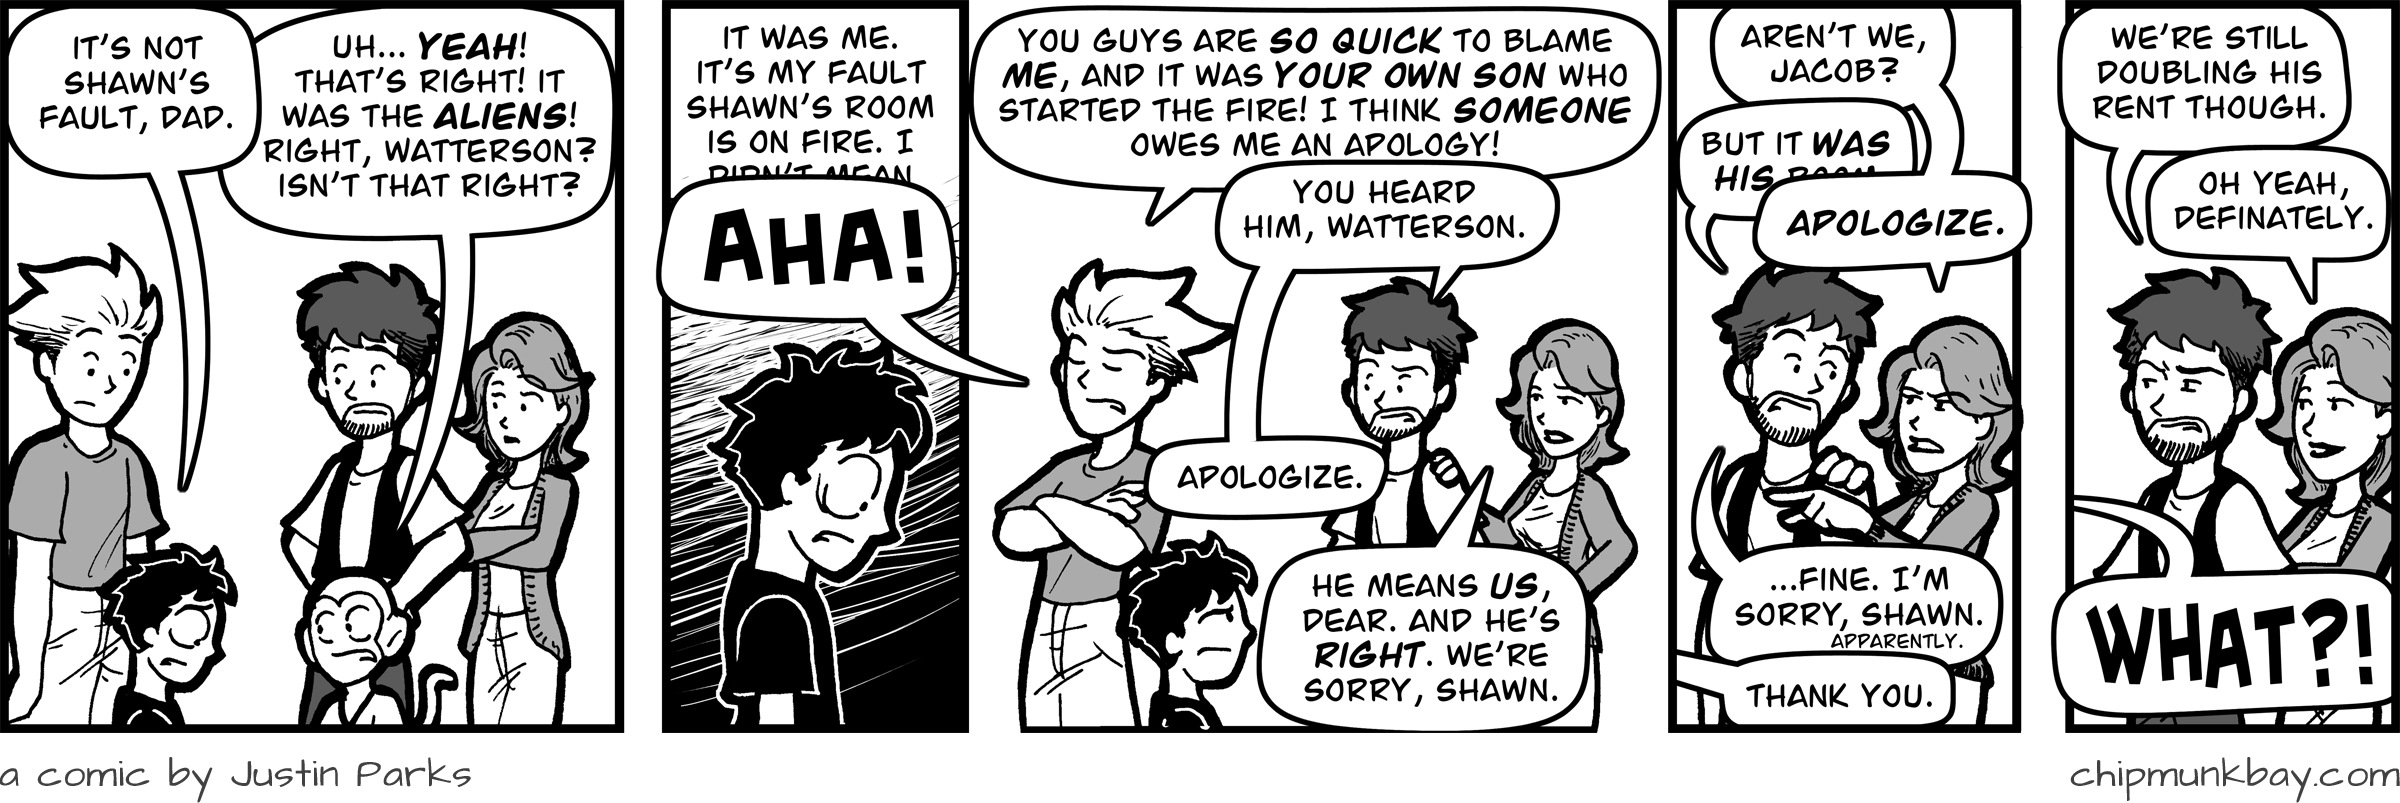 IT'S NOT
SHAWN'S
FAULT, DAD.
UH... YEAH!
THAT'S RIGHT! IT
WAS THE ALIENS!
RIGHT, WATTERSON?
ISN'T THAT RIGHT?
IT WAS ME.
IT'S MY FAULT
SHAWN'S ROOM
IS ON FIRE. I
DIDN'T MEAN
AHA!
YOU GUYS ARE SO QUICK TO BLAME
ME, AND IT WAS YOUR OWN SON WHO
STARTED THE FIRE! I THINK SOMEONE
OWES ME AN APOLOGY!
YOU HEARD
HIM, WATTERSON.
APOLOGIZE.
HE MEANS US,
DEAR. AND HE'S
RIGHT. WE'RE
SORRY, SHAWN.
AREN'T WE,
JACOB?
BUT IT WAS
HIS ROOM
APOLOGIZE.
...FINE. I'M
SORRY, SHAWN.
APPARENTLY.
THANK YOU.
WE'RE STILL
DOUBLING HIS
RENT THOUGH.
OH YEAH,
DEFINATELY.
WHAT?!
a comic by Justin Parks
chipmunkbay.com